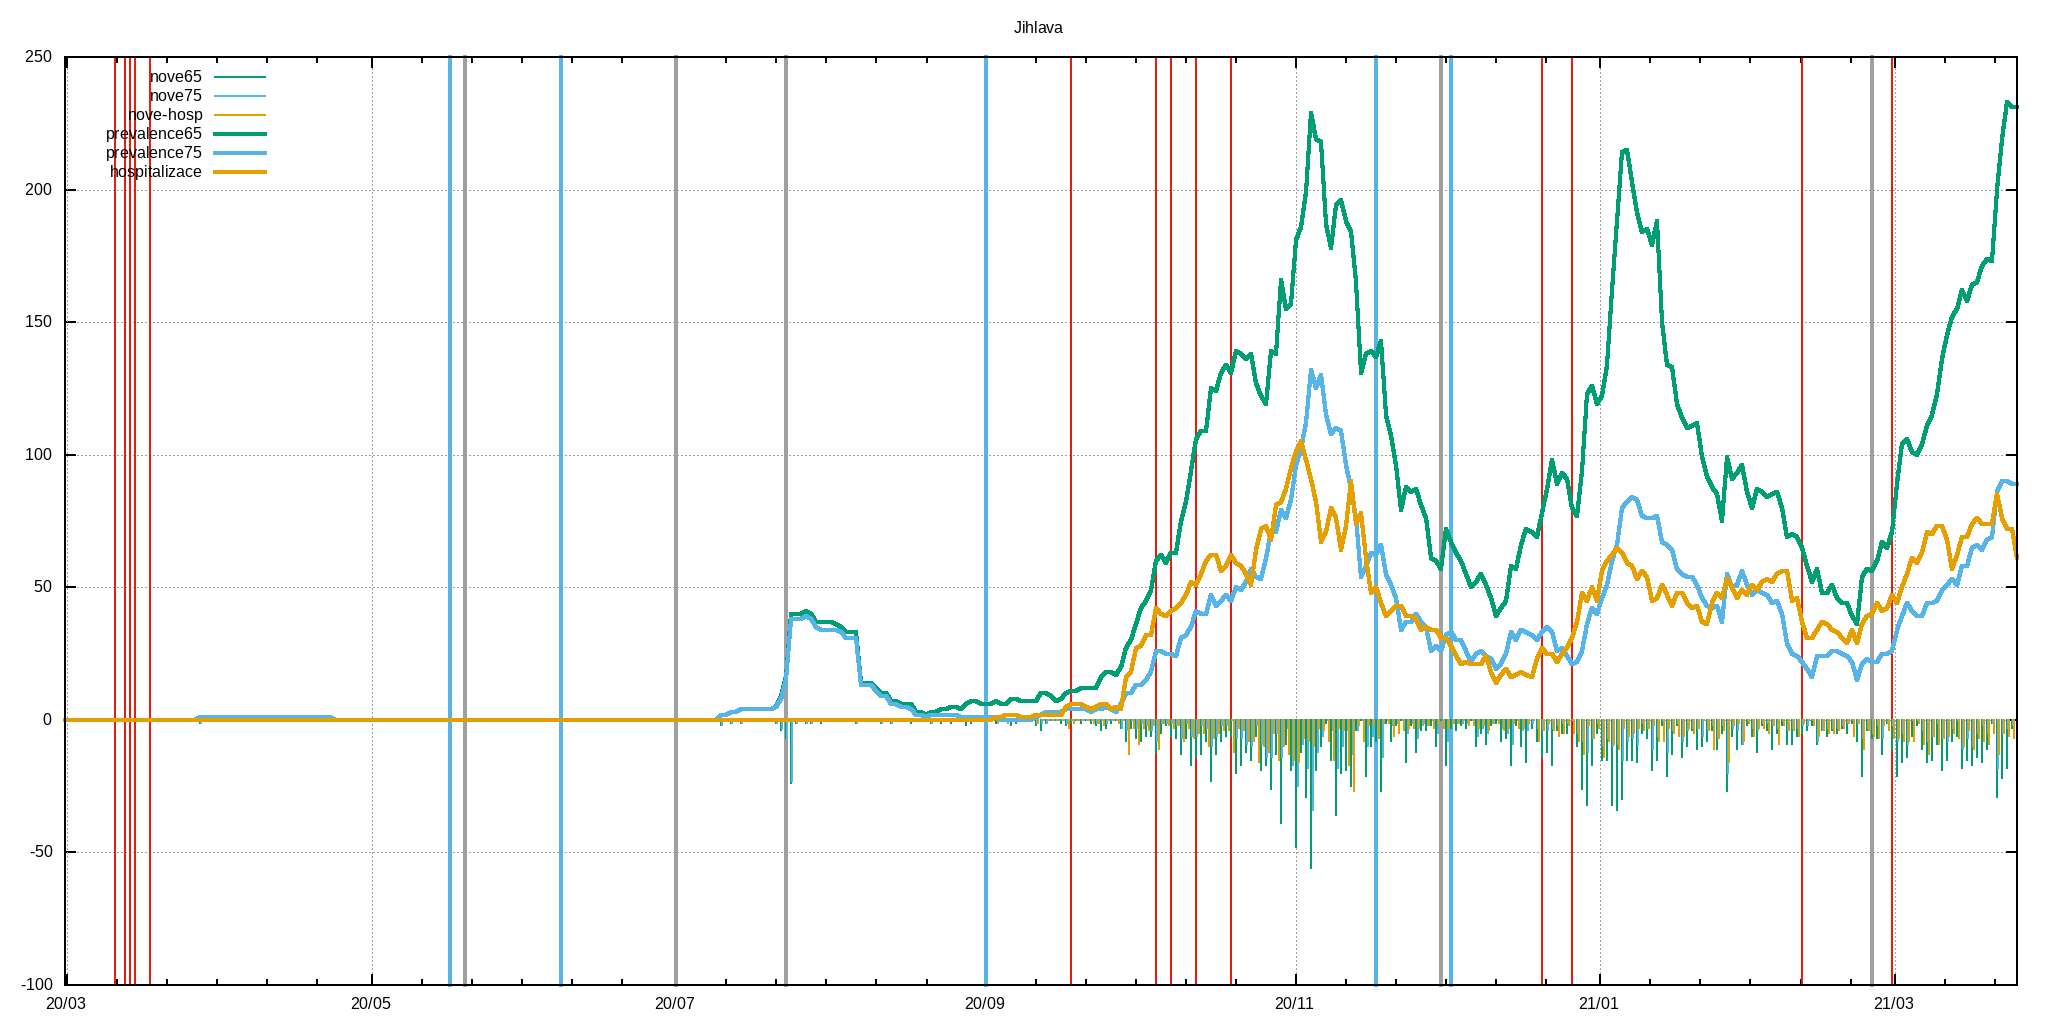 Jihlava
250
200
150
100
50
0
-50
-100
nove65
nove75
nove-hosp
prevalence65
prevalence75
hospitalizace
20/03 20/05 20/07 20/09 20/11 21/01 21/03